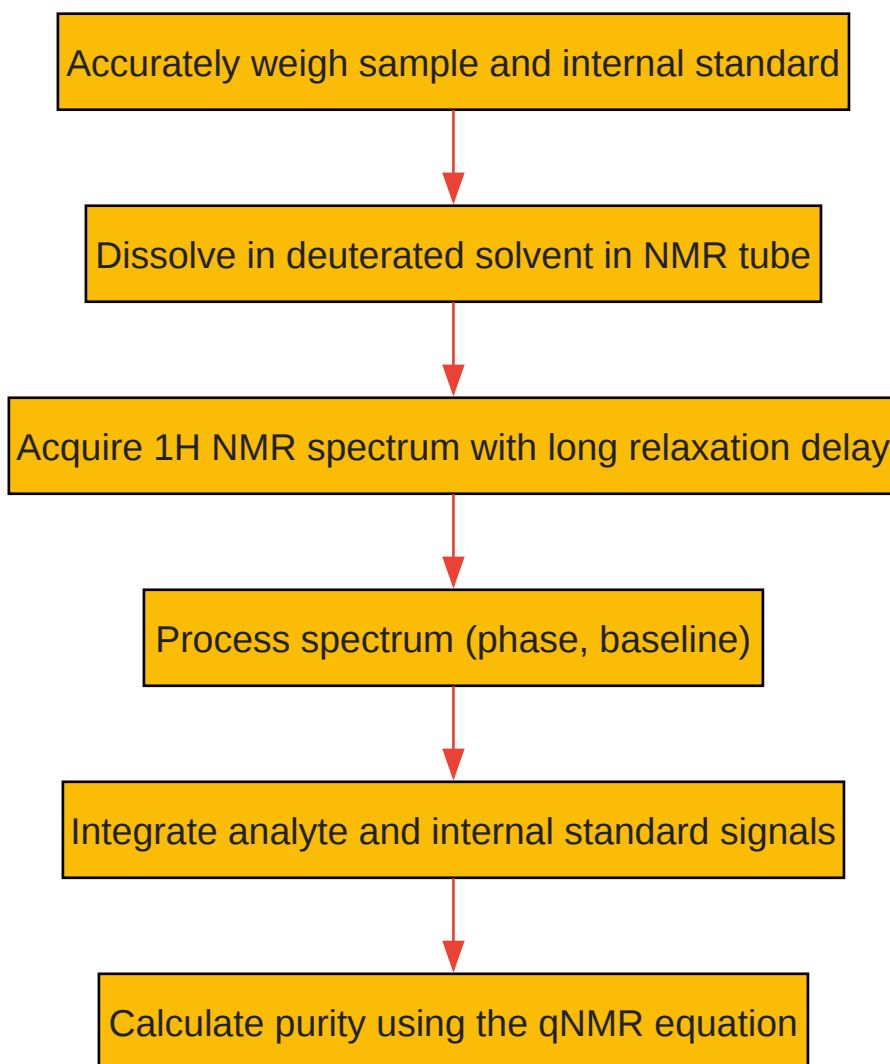 Accurately weigh sample and internal standard
Dissolve in deuterated solvent in NMR tube
Acquire 1H NMR spectrum with long relaxation delay
Process spectrum (phase, baseline)
Integrate analyte and internal standard signals
Calculate purity using the qNMR equation